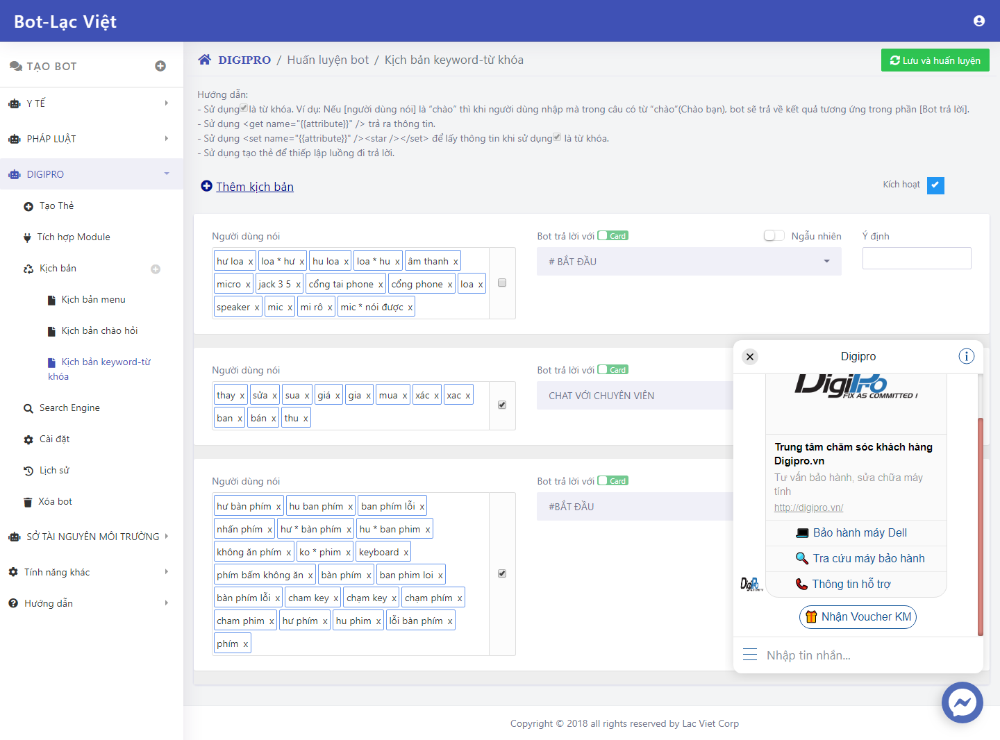 Bot-Lạc Việt
TẠO BOT
Y TẾ
PHÁP LUẬT
DIGIPRO
Tạo Thẻ
Tích hợp Module
Kịch bản
Kịch bản menu
Kịch bản chào hỏi
Kịch bản keyword-từ
khóa
Search Engine
Cài đặt
Lịch sử
Xóa bot
SỞ TÀI NGUYÊN MÔI TRƯỜNG
Tính năng khác
Hướng dẫn
DIGIPRO / Huấn luyện bot / Kịch bản keyword-từ khóa
Lưu và huấn luyện
Hướng dẫn:
- Sử dụng là từ khóa. Ví dụ: Nếu [người dùng nói] là “chào” thì khi người dùng nhập mà trong câu có từ “chào”(Chào bạn), bot sẽ trả về kết quả tương ứng trong phần [Bot trả lời].
- Sử dụng <get name="{{attribute}}" /> trả ra thông tin.
- Sử dụng <set name="{{attribute}}" /><star /></set> để lấy thông tin khi sử dụng là từ khóa.
- Sử dụng tạo thẻ để thiếp lập luồng đi trả lời.
Thêm kịch bản
Kích hoạt
Người dùng nói
hư loa x loa * hư x hu loa x loa * hu x âm thanh x
micro x jack 3 5 x cổng tai phone x cổng phone x loa x
speaker x mic x mi rô x mic * nói được x
Bot trả lời với Card
Ngẫu nhiên
# BẮT ĐẦU
Ý định
Người dùng nói
thay x sửa x sua x giá x gia x mua x xác x xac x
ban x bán x thu x
Bot trả lời với Card
CHAT VỚI CHUYÊN VIÊN
Người dùng nói
hư bàn phím x hu ban phím x ban phím lỗi x
nhấn phím x hư * bàn phím x hu * ban phim x
không ăn phím x ko * phim x keyboard x
phím bấm không ăn x bàn phím x ban phim loi x
bàn phím lỗi x cham key x chạm key x chạm phím x
cham phim x hư phím x hu phim x lỗi bàn phím x
phím x
Bot trả lời với Card
#BẮT ĐẦU
Digipro
DigiPro
FIX AS COMMITTED !
Trung tâm chăm sóc khách hàng
Digipro.vn
Tư vấn bảo hành, sửa chữa máy
tính
http://digipro.vn/
Bảo hành máy Dell
Tra cứu máy bảo hành
Thông tin hỗ trợ
DigiPro
Nhận Voucher KM
Nhập tin nhắn...
Copyright © 2018 all rights reserved by Lac Viet Corp